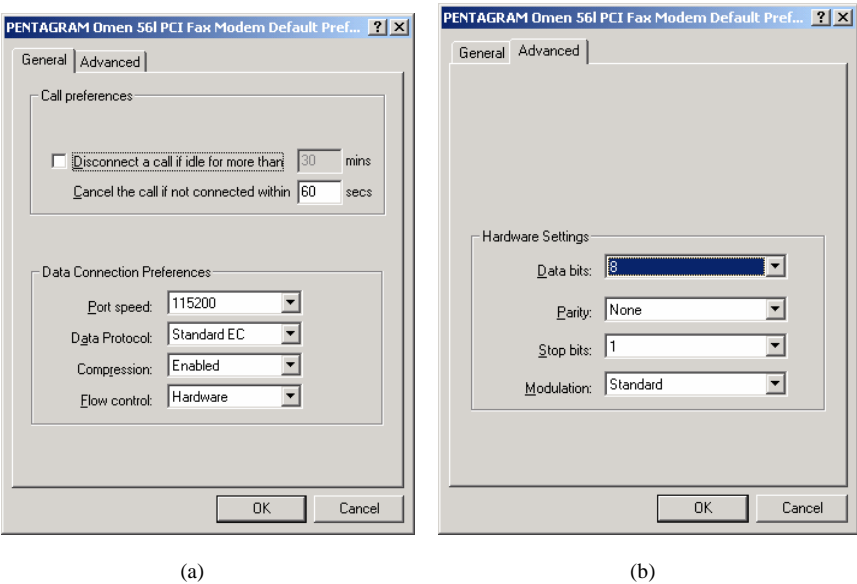 PENTAGRAM Omen 56l PCI Fax Modem Default Pref... ? X
General Advanced
Call preferences
Disconnect a call if idle for more than 30 mins
Cancel the call if not connected within 60 secs
Data Connection Preferences
Port speed: 115200
Data Protocol: Standard EC
Compression: Enabled
Flow control: Hardware
OK Cancel
(a)
PENTAGRAM Omen 56l PCI Fax Modem Default Pref... ? X
General Advanced
Hardware Settings
Data bits: 8
Parity: None
Stop bits: 1
Modulation: Standard
OK Cancel
(b)